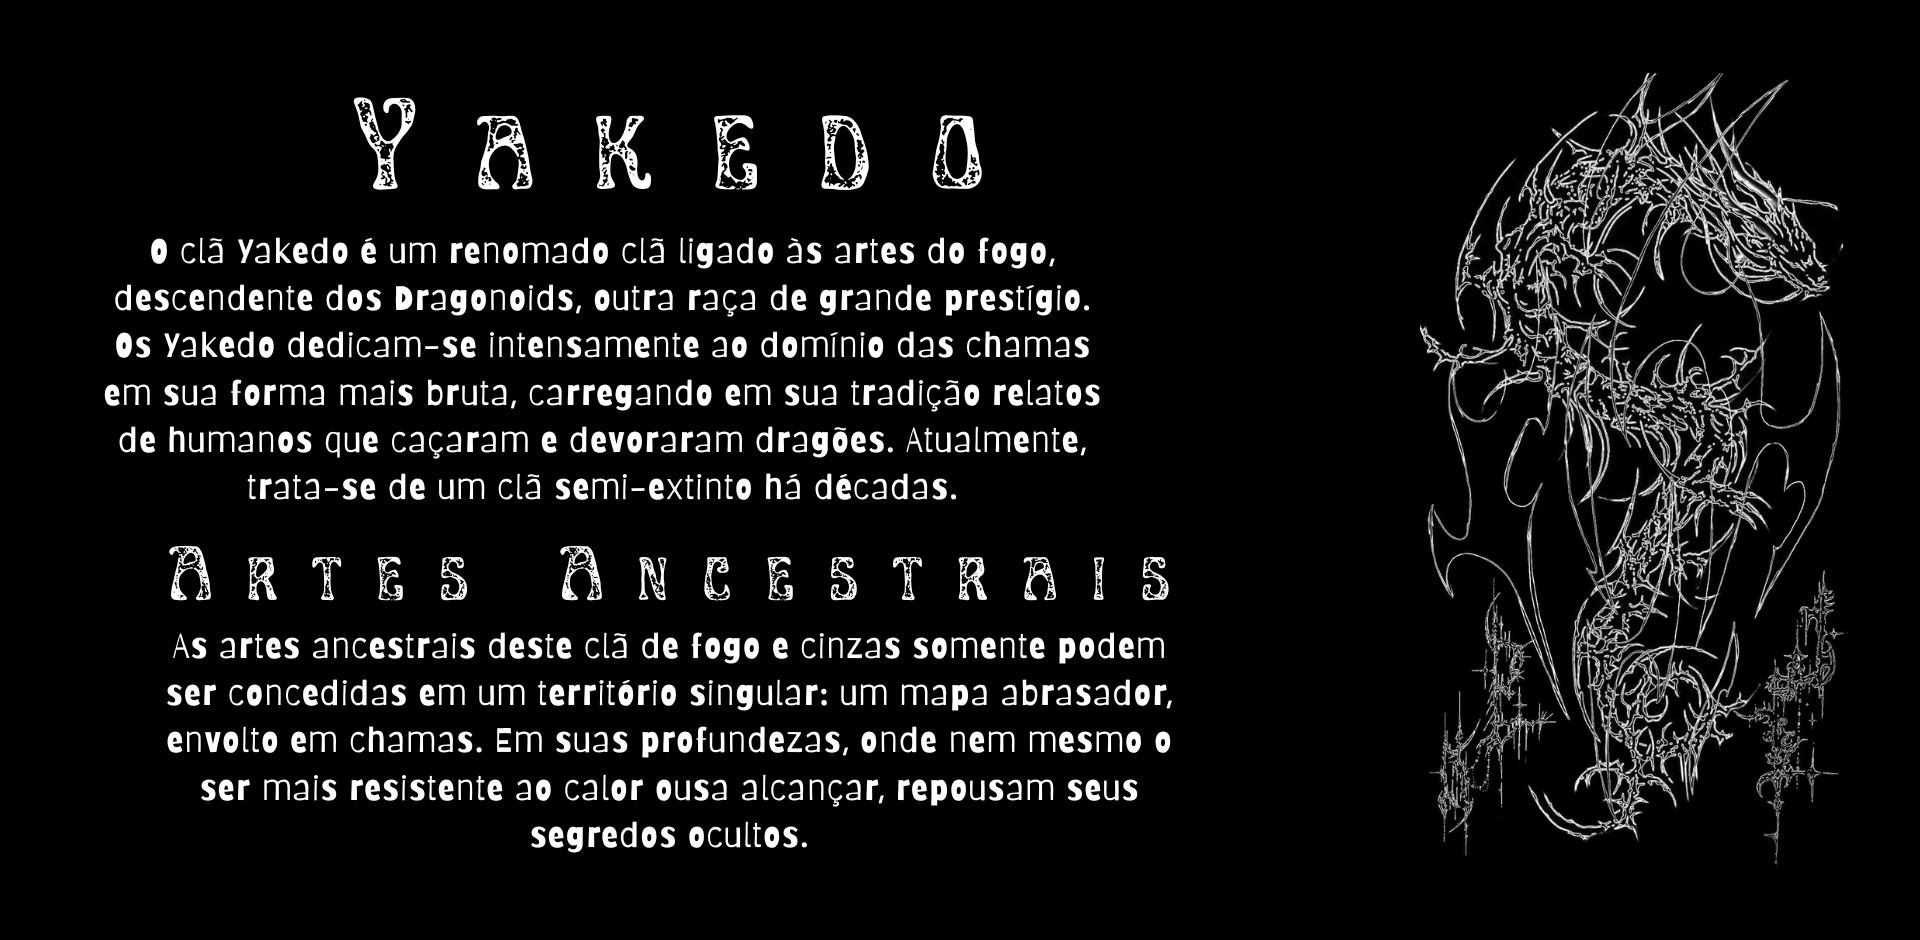 Yakedo
O clã Yakedo é um renomado clã ligado às artes do fogo,
descendente dos Dragonoids, outra raça de grande prestígio.
Os Yakedo dedicam-se intensamente ao domínio das chamas
em sua forma mais bruta, carregando em sua tradição relatos
de humanos que caçaram e devoraram dragões. Atualmente,
trata-se de um clã semi-extinto há décadas.
Artes Ancestrais
As artes ancestrais deste clã de fogo e cinzas somente podem
ser concedidas em um território singular: um mapa abrasador,
envolto em chamas. Em suas profundezas, onde nem mesmo o
ser mais resistente ao calor ousa alcançar, repousam seus
segredos ocultos.